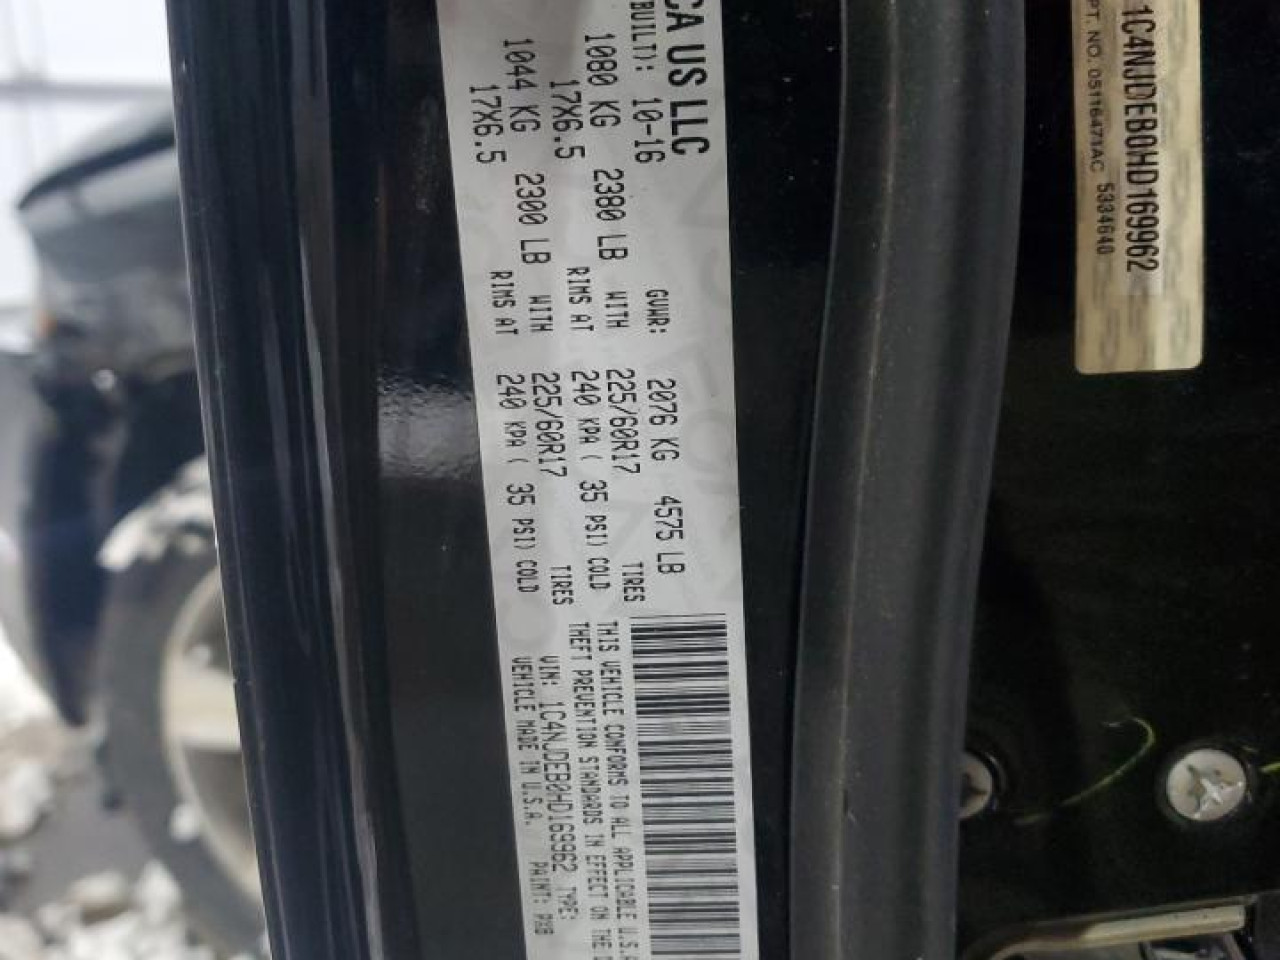 CA US LLC
BUILT): 10-16 GVWR: 2076 KG 4575 LB
1080 KG 2380 LB WITH 225/60R17 TIRES
17X6.5 RIMS AT 240 KPA ( 35 PSI) COLD
1044 KG 2300 LB WITH 225/60R17 TIRES
17X6.5 RIMS AT 240 KPA ( 35 PSI) COLD
THIS VEHICLE CONFORMS TO ALL APPLICABLE U.S.A
THEFT PREVENTION STANDARDS IN EFFECT ON THE D
VIN: 1C4NJDEB0HD169962 TYPE:
VEHICLE MADE IN U.S.A. PAINT: PX8
1C4NJDEB0HD169962
PT. NO. 05116471AC 5334640